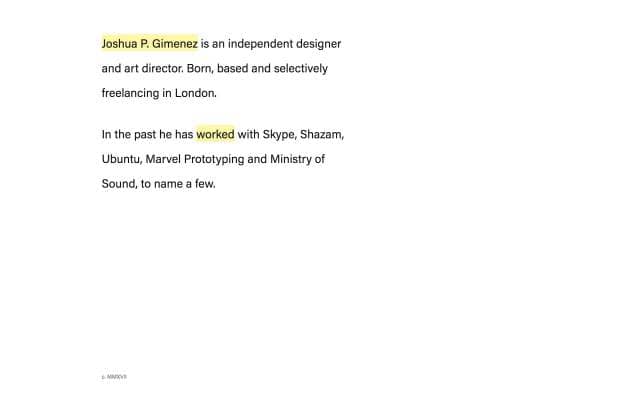 Joshua P. Gimenez is an independent designer
and art director. Born, based and selectively
freelancing in London.
In the past he has worked with Skype, Shazam,
Ubuntu, Marvel Prototyping and Ministry of
Sound, to name a few.